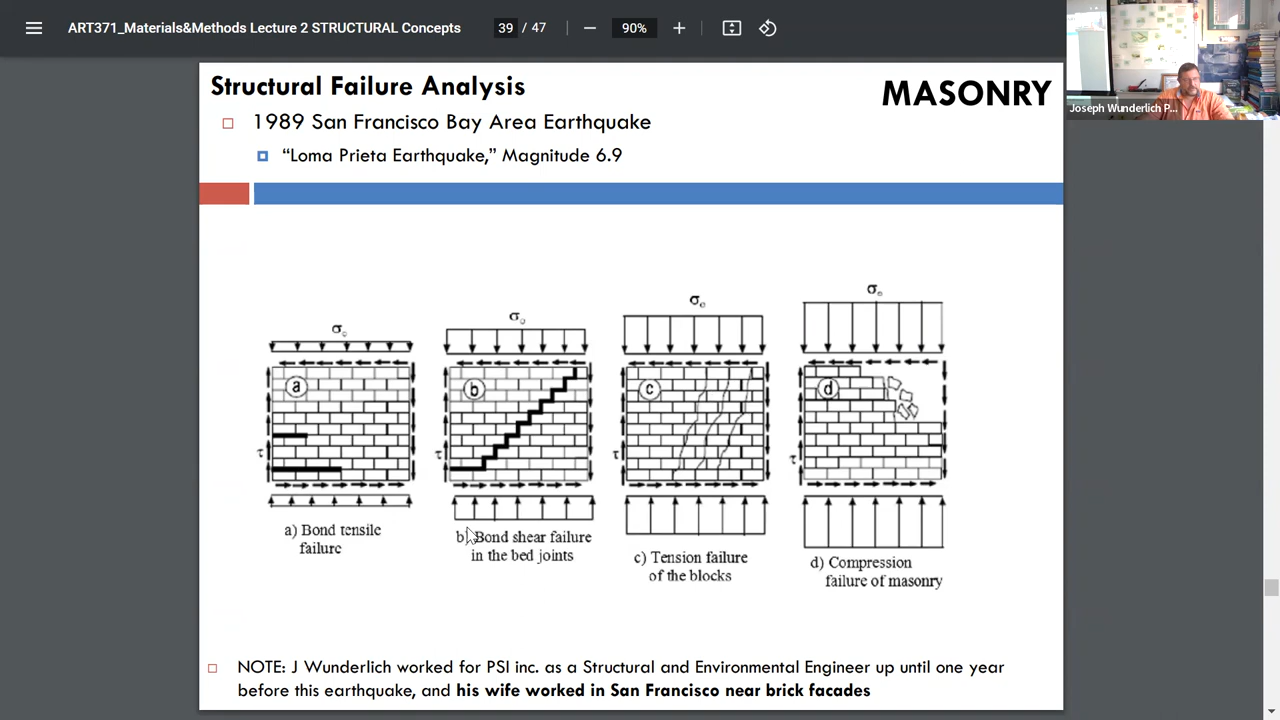 ART371_Materials&Methods Lecture 2 STRUCTURAL Concepts
39 / 47
90%
Joseph Wunderlich P...
Structural Failure Analysis
MASONRY
1989 San Francisco Bay Area Earthquake
“Loma Prieta Earthquake,” Magnitude 6.9
σ
σ
σ
σ
a
b
c
d
τ
τ
τ
τ
a) Bond tensile
failure
b) Bond shear failure
in the bed joints
c) Tension failure
of the blocks
d) Compression
failure of masonry
NOTE: J Wunderlich worked for PSI inc. as a Structural and Environmental Engineer up until one year
before this earthquake, and his wife worked in San Francisco near brick facades